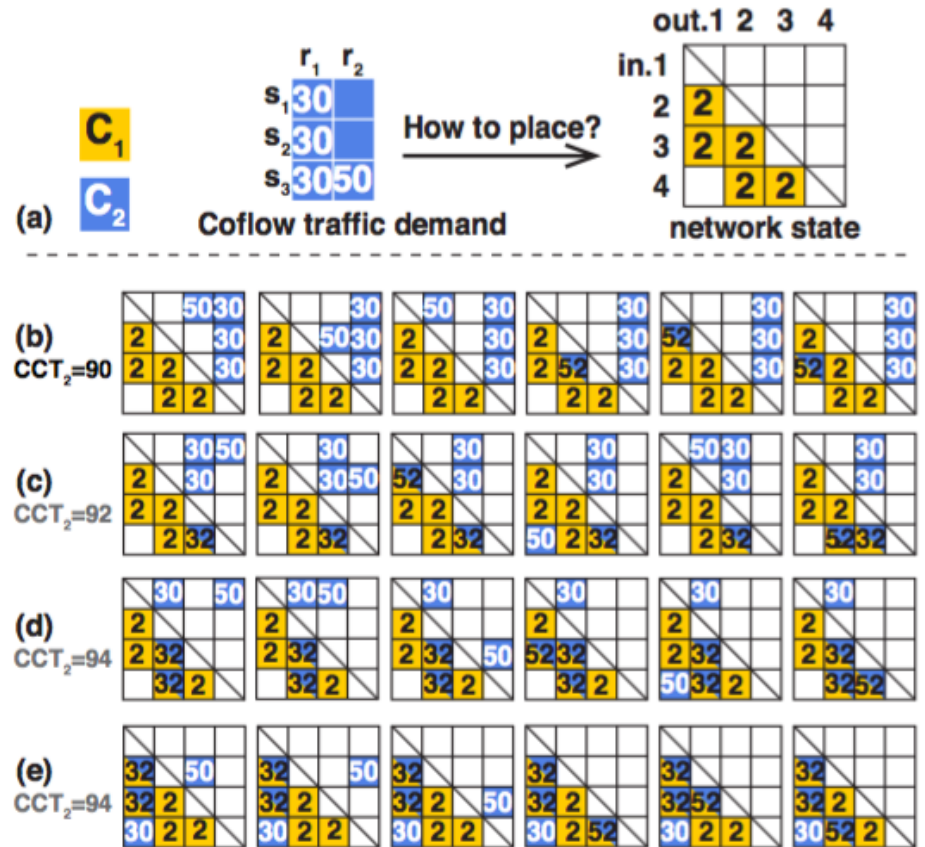 out.1 2 3 4
r₁ r₂
in.1
s₁ 30
2 2
C₁
s₂ 30
How to place?
3 2 2
s₃ 30 50
4 2 2
C₂
(a)
Coflow traffic demand
network state
50 30 30 50 30 30 30 30
(b)
2 30 2 50 30 2 30 2 30 52 30 2 30
CCT₂=90
2 2 30 2 2 30 2 2 30 2 52 30 2 2 30 52 2 30
2 2 2 2 2 2 2 2 2 2 2 2
30 50 30 30 30 50 30 30
(c)
2 30 2 30 50 52 30 2 30 2 30 2 30
CCT₂=92
2 2 2 2 2 2 2 2 2 2 2 2
2 32 2 32 2 32 50 2 32 2 32 52 32
30 50 30 50 30 30 30 30
(d)
2 2 2 2 2 2
CCT₂=94
2 32 2 32 2 32 50 52 32 2 32 2 32
32 2 32 2 32 2 32 2 50 32 2 32 52
(e)
32 50 32 50 32 32 32 32
CCT₂=94
32 2 32 2 32 2 50 32 2 32 52 32 2
30 2 2 30 2 2 30 2 2 30 2 52 30 2 2 30 52 2